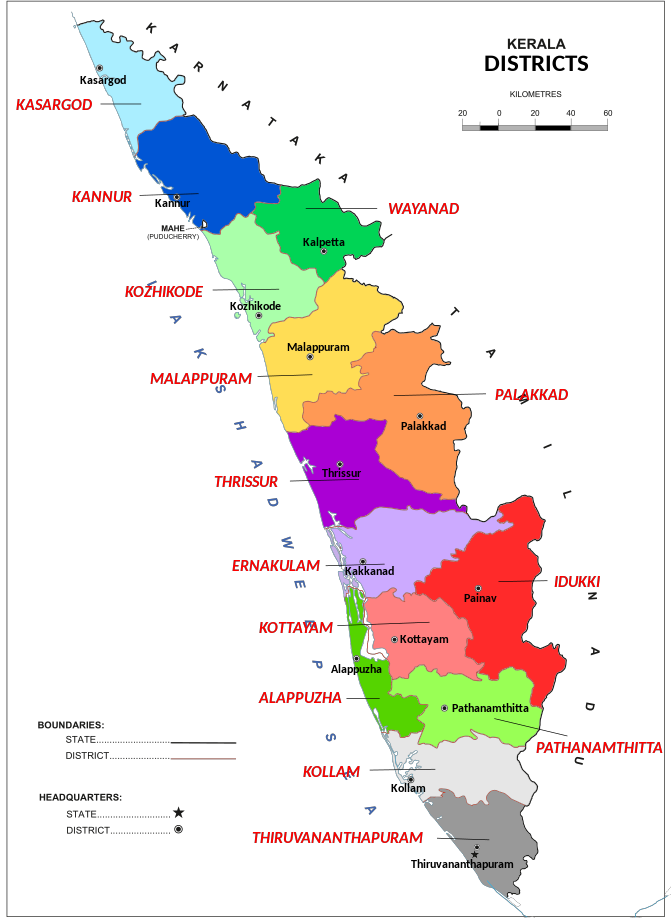 KERALA
DISTRICTS
KILOMETRES
20 0 20 40 60
KARNATAKA
Kasargod
KASARGOD
KANNUR
Kannur
WAYANAD
MAHE
(PUDUCHERRY)
Kalpetta
KOZHIKODE
Kozhikode
LAKSHADWEEP SEA
TAMIL NADU
Malappuram
MALAPPURAM
PALAKKAD
Palakkad
Thrissur
THRISSUR
ERNAKULAM
Kakkanad
IDUKKI
Painav
KOTTAYAM
Kottayam
Alappuzha
ALAPPUZHA
Pathanamthitta
PATHANAMTHITTA
KOLLAM
Kollam
THIRUVANANTHAPURAM
Thiruvananthapuram
BOUNDARIES:
STATE
DISTRICT
HEADQUARTERS:
STATE
DISTRICT